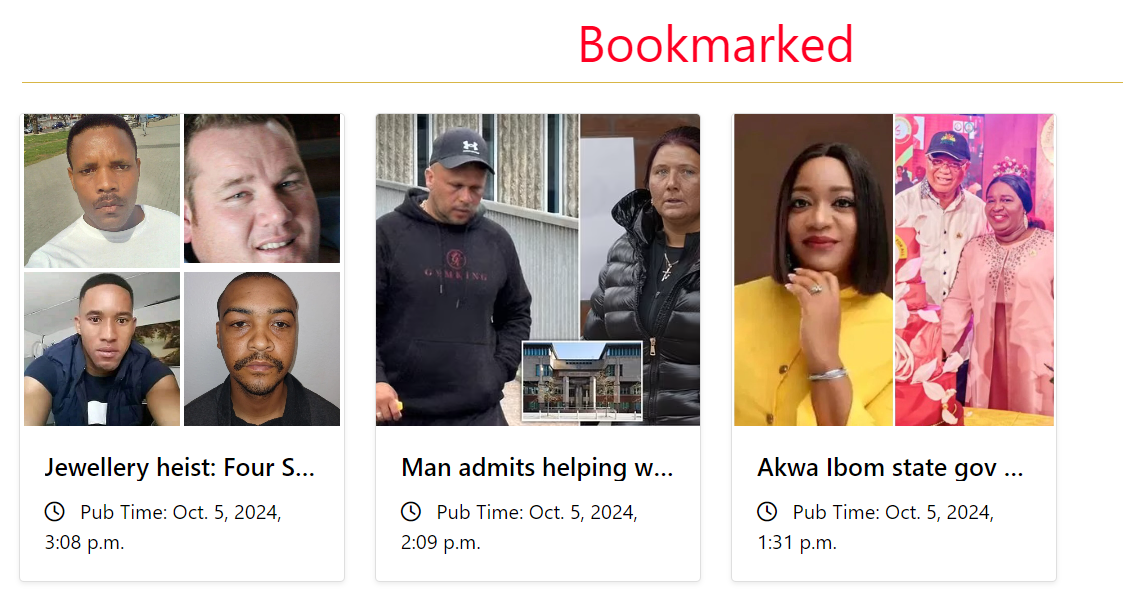 Bookmarked
GYMKING
Jewellery heist: Four S...
Pub Time: Oct. 5, 2024,
3:08 p.m.
Man admits helping w...
Pub Time: Oct. 5, 2024,
2:09 p.m.
Akwa Ibom state gov ...
Pub Time: Oct. 5, 2024,
1:31 p.m.